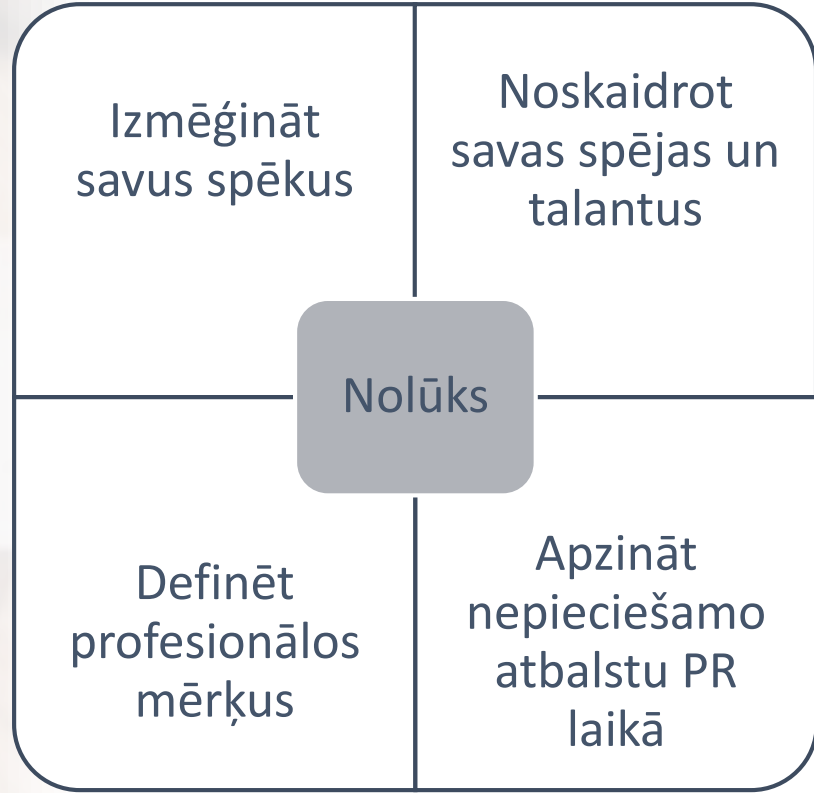 Izmēģināt
savus spēkus
Noskaidrot
savas spējas un
talantus
Nolūks
Definēt
profesionālos
mērķus
Apzināt
nepieciešamo
atbalstu PR
laikā